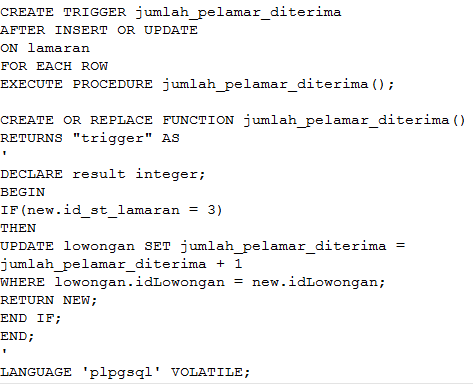 CREATE TRIGGER jumlah_pelamar_diterima
AFTER INSERT OR UPDATE
ON lamaran
FOR EACH ROW
EXECUTE PROCEDURE jumlah_pelamar_diterima();

CREATE OR REPLACE FUNCTION jumlah_pelamar_diterima()
RETURNS "trigger" AS
'
DECLARE result integer;
BEGIN
IF(new.id_st_lamaran = 3)
THEN
UPDATE lowongan SET jumlah_pelamar_diterima =
jumlah_pelamar_diterima + 1
WHERE lowongan.idLowongan = new.idLowongan;
RETURN NEW;
END IF;
END;
'
LANGUAGE 'plpgsql' VOLATILE;